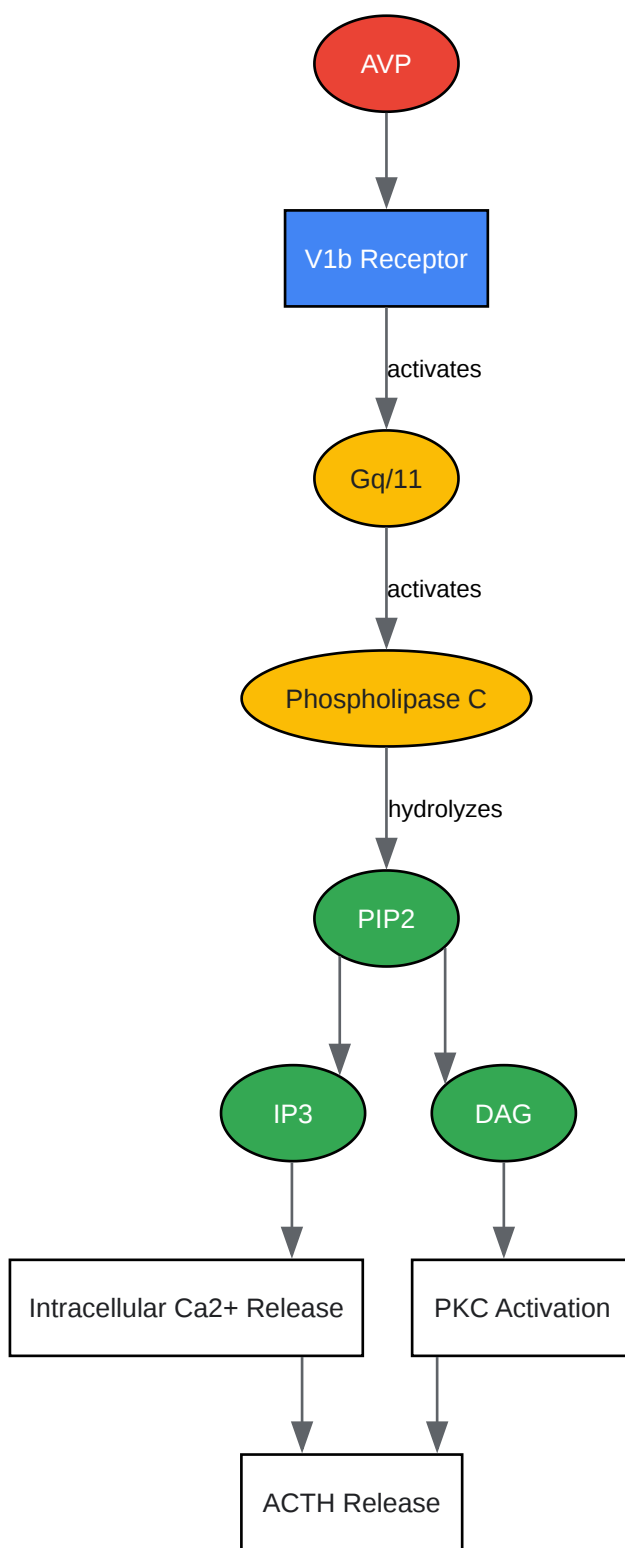 AVP
V1b Receptor
activates
Gq/11
activates
Phospholipase C
hydrolyzes
PIP2
IP3
DAG
Intracellular Ca2+ Release
PKC Activation
ACTH Release